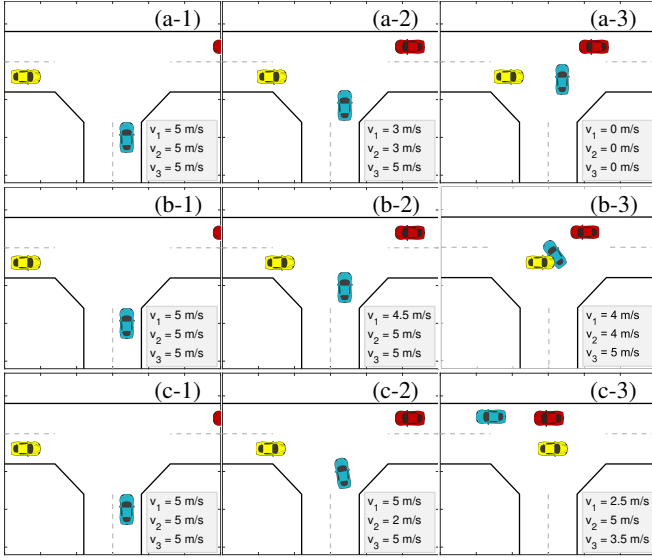 (a-1)
v1 = 5 m/s
v2 = 5 m/s
v3 = 5 m/s
(a-2)
v1 = 3 m/s
v2 = 3 m/s
v3 = 5 m/s
(a-3)
v1 = 0 m/s
v2 = 0 m/s
v3 = 0 m/s
(b-1)
v1 = 5 m/s
v2 = 5 m/s
v3 = 5 m/s
(b-2)
v1 = 4.5 m/s
v2 = 5 m/s
v3 = 5 m/s
(b-3)
v1 = 4 m/s
v2 = 4 m/s
v3 = 5 m/s
(c-1)
v1 = 5 m/s
v2 = 5 m/s
v3 = 5 m/s
(c-2)
v1 = 5 m/s
v2 = 2 m/s
v3 = 5 m/s
(c-3)
v1 = 2.5 m/s
v2 = 5 m/s
v3 = 3.5 m/s